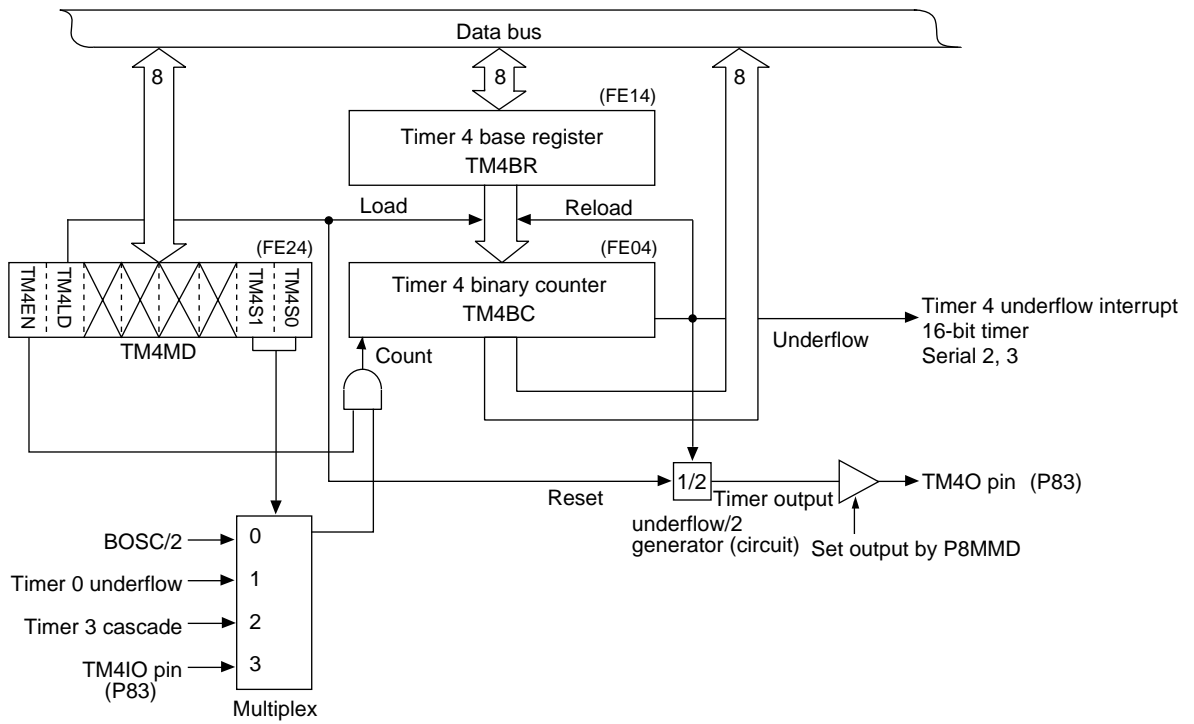 Data bus
8
8
8
(FE14)
Timer 4 base register
TM4BR
Load
Reload
(FE24)
(FE04)
TM4EN
TM4LD
TM4S1
TM4S0
TM4MD
Timer 4 binary counter
TM4BC
Count
Underflow
Timer 4 underflow interrupt
16-bit timer
Serial 2, 3
Reset
1/2
Timer output
TM4O pin (P83)
underflow/2
generator (circuit)
Set output by P8MMD
BOSC/2
0
Timer 0 underflow
1
Timer 3 cascade
2
TM4IO pin
(P83)
3
Multiplex